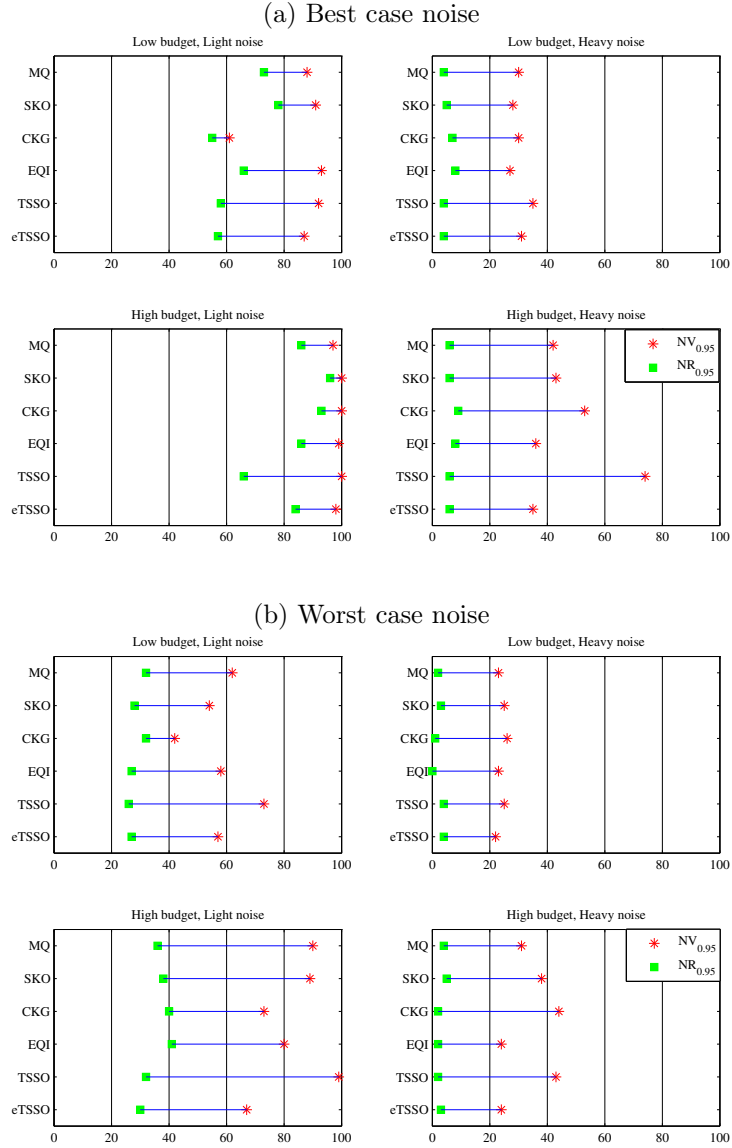 (a) Best case noise
Low budget, Light noise
MQ
SKO
CKG
EQI
TSSO
eTSSO
0 20 40 60 80 100
Low budget, Heavy noise
MQ
SKO
CKG
EQI
TSSO
eTSSO
0 20 40 60 80 100
High budget, Light noise
MQ
SKO
CKG
EQI
TSSO
eTSSO
0 20 40 60 80 100
High budget, Heavy noise
MQ
SKO
CKG
EQI
TSSO
eTSSO
0 20 40 60 80 100
NV0.95
NR0.95
(b) Worst case noise
Low budget, Light noise
MQ
SKO
CKG
EQI
TSSO
eTSSO
0 20 40 60 80 100
Low budget, Heavy noise
MQ
SKO
CKG
EQI
TSSO
eTSSO
0 20 40 60 80 100
High budget, Light noise
MQ
SKO
CKG
EQI
TSSO
eTSSO
0 20 40 60 80 100
High budget, Heavy noise
MQ
SKO
CKG
EQI
TSSO
eTSSO
0 20 40 60 80 100
NV0.95
NR0.95